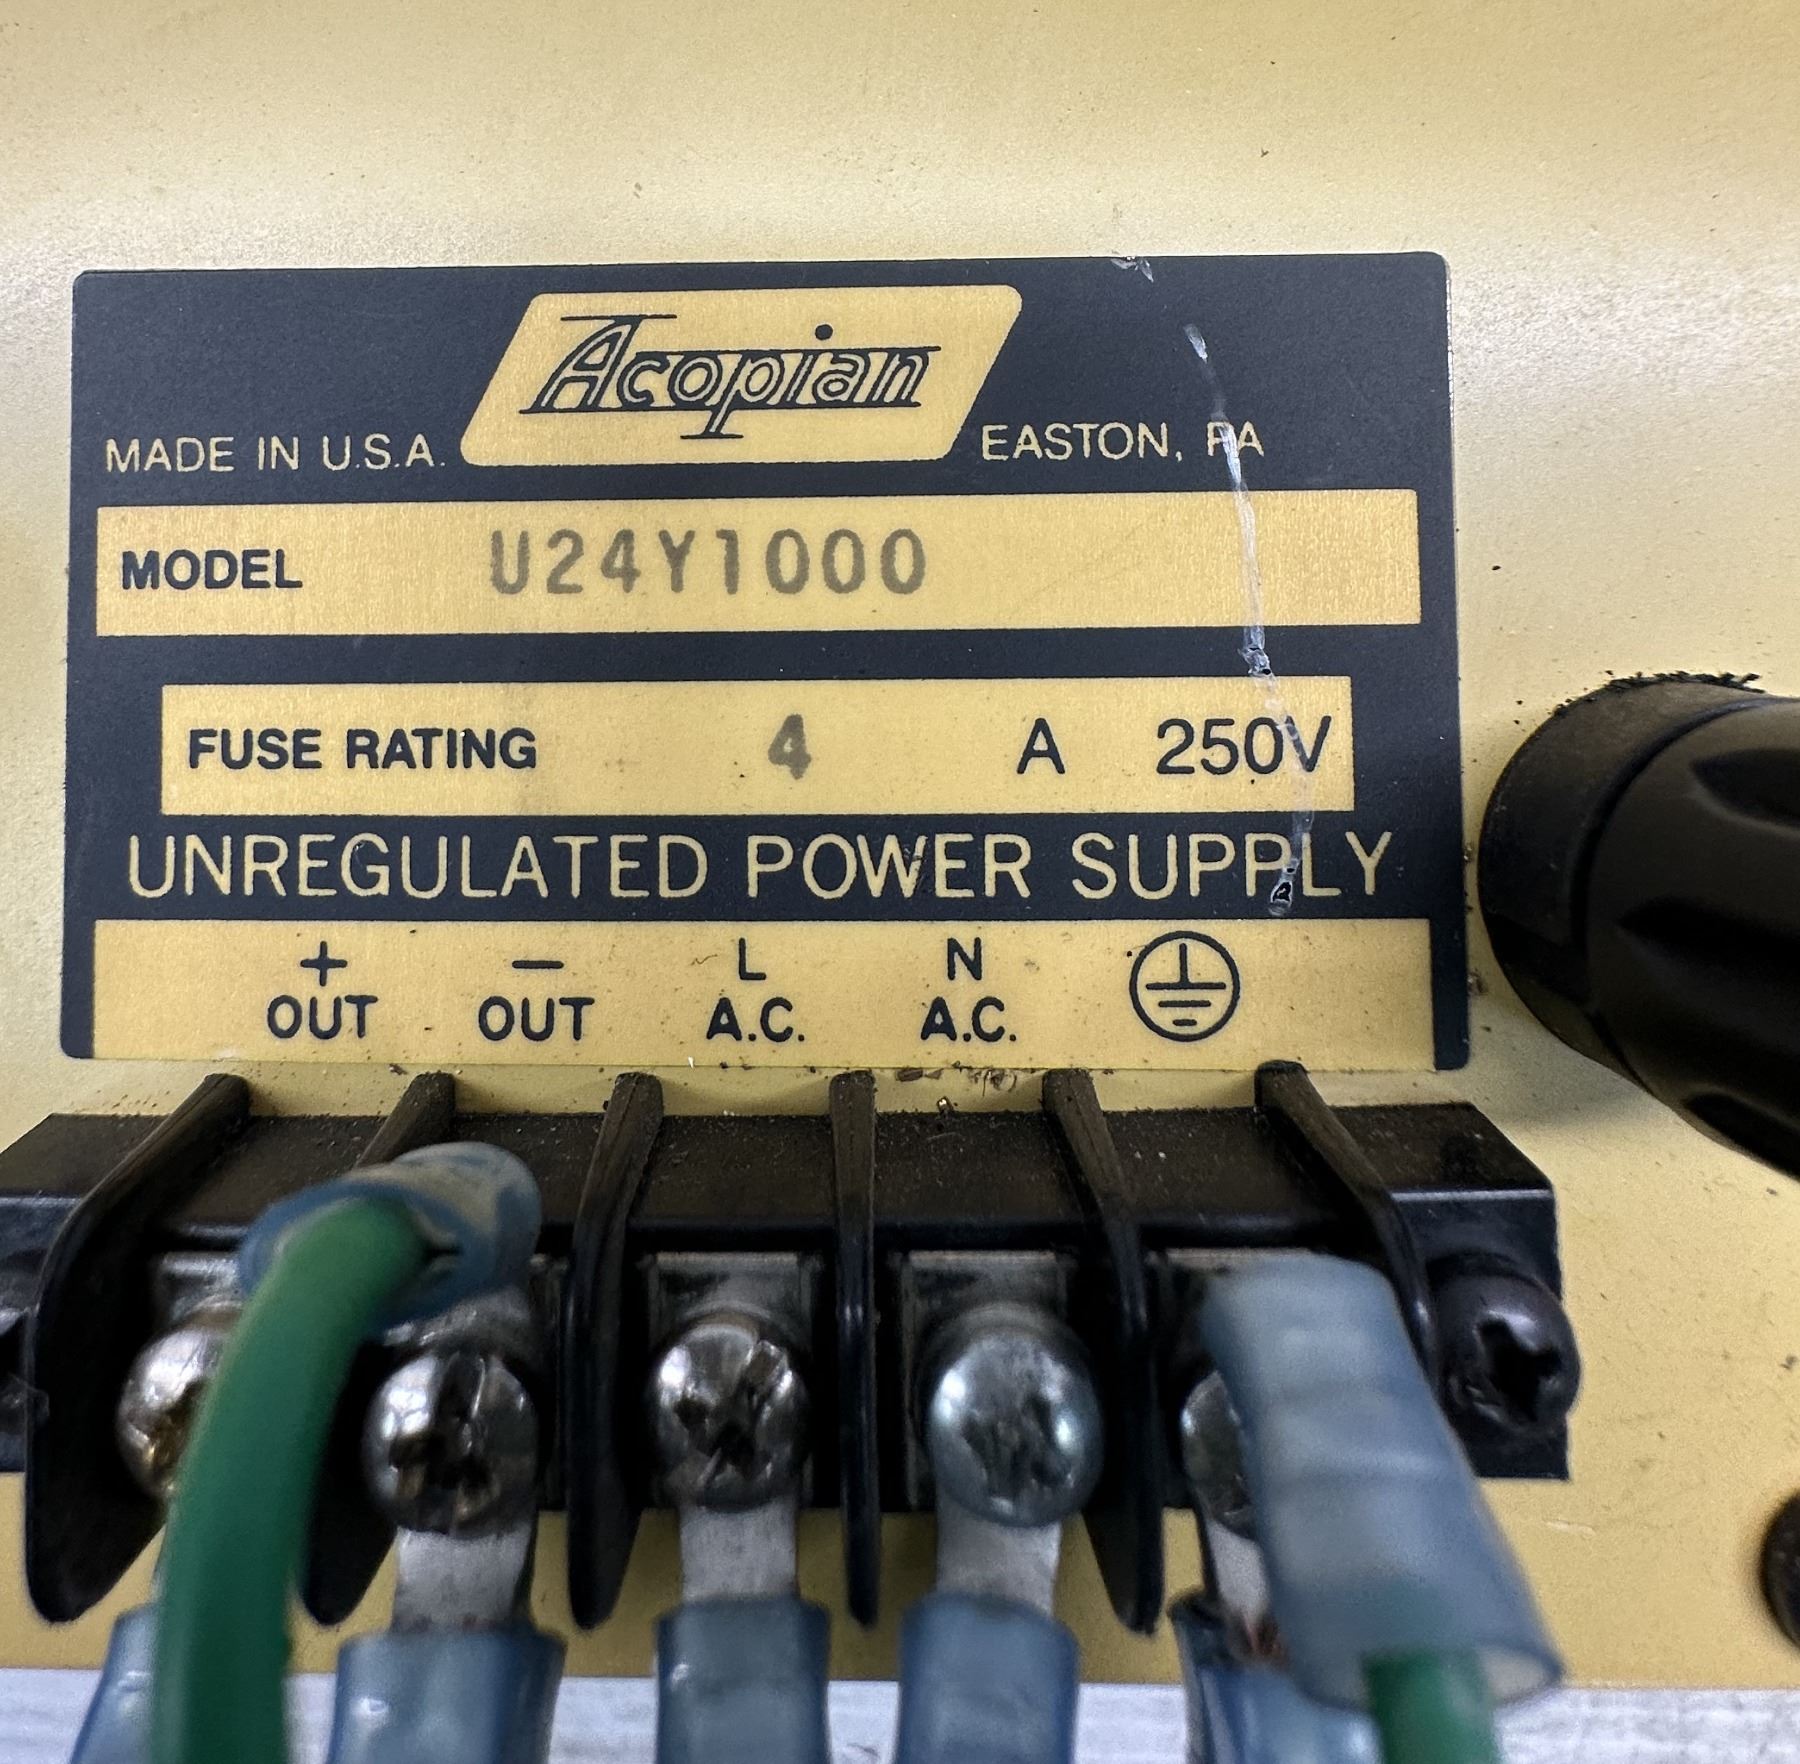 Acopian
MADE IN U.S.A. EASTON, PA
MODEL U24Y1000
FUSE RATING 4 A 250V
UNREGULATED POWER SUPPLY
+ − L N
OUT OUT A.C. A.C.